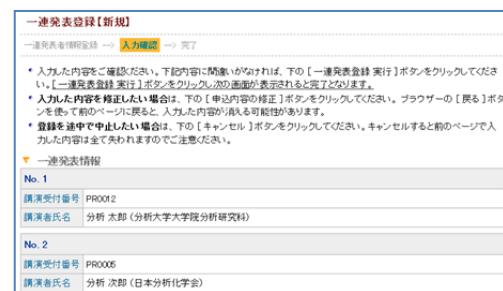 一連発表登録【新規】
一連発表者情報登録 --> 入力確認 --> 完了
• 入力した内容をご確認ください。下記内容に間違いがなければ、下の [ 一連発表登録 実行 ] ボタンをクリックしてくださ
い。[ 一連発表登録 実行 ] ボタンをクリックし次の画面が表示されると完了となります。
• 入力した内容を修正したい場合は、下の [ 申込内容の修正 ] ボタンをクリックしてください。ブラウザーの [ 戻る ] ボタ
ンを使って前のページに戻ると、入力した内容が消える可能性があります。
• 登録を途中で中止したい場合は、下の [ キャンセル ] ボタンをクリックしてください。キャンセルすると前のページで入
力した内容は全て失われますのでご注意ください。
▼ 一連発表情報
No. 1
講演受付番号 PR0012
講演者氏名 分析 太郎 (分析大学大学院分析研究科)
No. 2
講演受付番号 PR0005
講演者氏名 分析 次郎 (日本分析化学会)